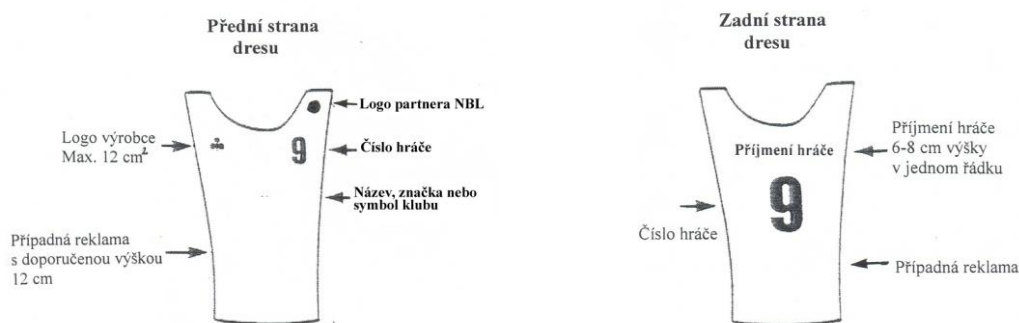 Přední strana
dresu
Logo partnera NBL
Logo výrobce
Max. 12 cm²
9
Číslo hráče
Název, značka nebo
symbol klubu
Případná reklama
s doporučenou výškou
12 cm
Zadní strana
dresu
Příjmení hráče
Příjmení hráče
6-8 cm výšky
v jednom řádku
9
Číslo hráče
Případná reklama